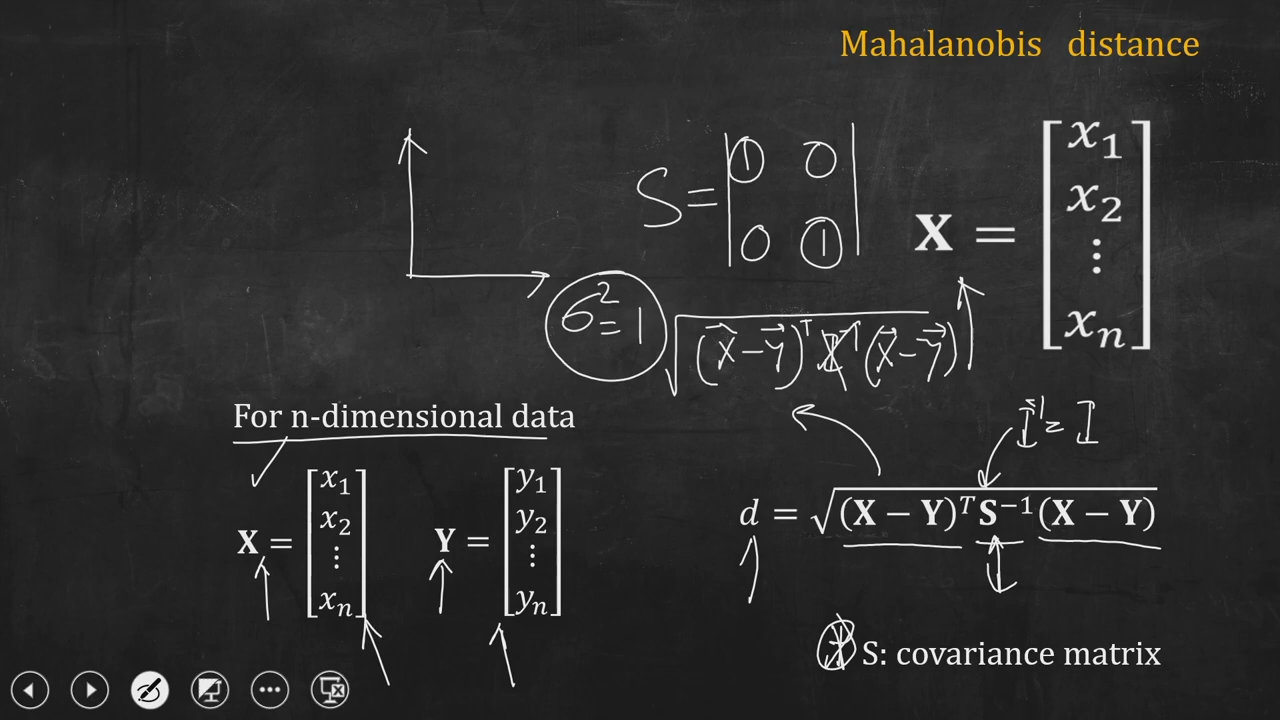 Mahalanobis distance
S = | 1 0 |
| 0 1 |
X = [x₁ x₂ ⋮ xₙ]
σ² = 1
√(X⃗ − Y⃗)ᵀ I⁻¹ (X⃗ − Y⃗)
For n-dimensional data
I⁻¹ = I
X = [x₁ x₂ ⋮ xₙ] Y = [y₁ y₂ ⋮ yₙ]
d = √(X − Y)ᵀ S⁻¹ (X − Y)
S: covariance matrix